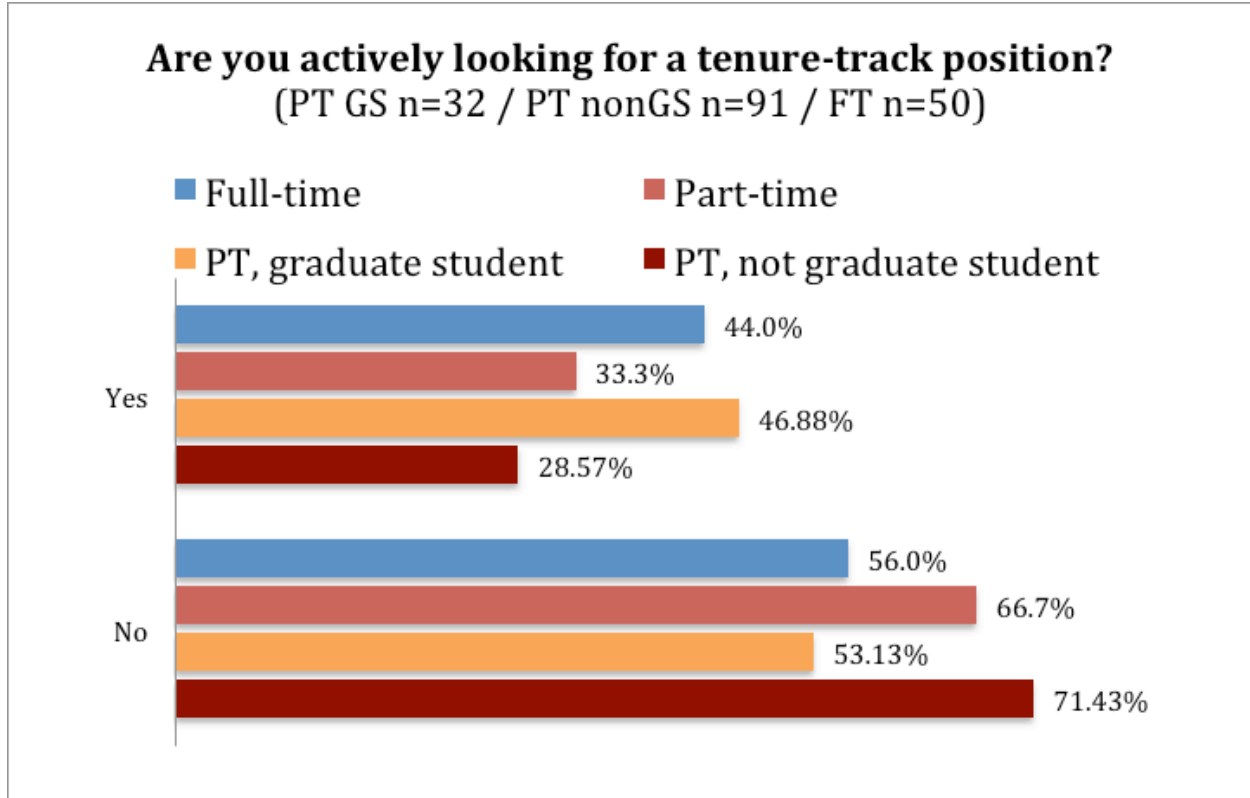 Are you actively looking for a tenure-track position?
(PT GS n=32 / PT nonGS n=91 / FT n=50)
Full-time
Part-time
PT, graduate student
PT, not graduate student
Yes
44.0%
33.3%
46.88%
28.57%
No
56.0%
66.7%
53.13%
71.43%